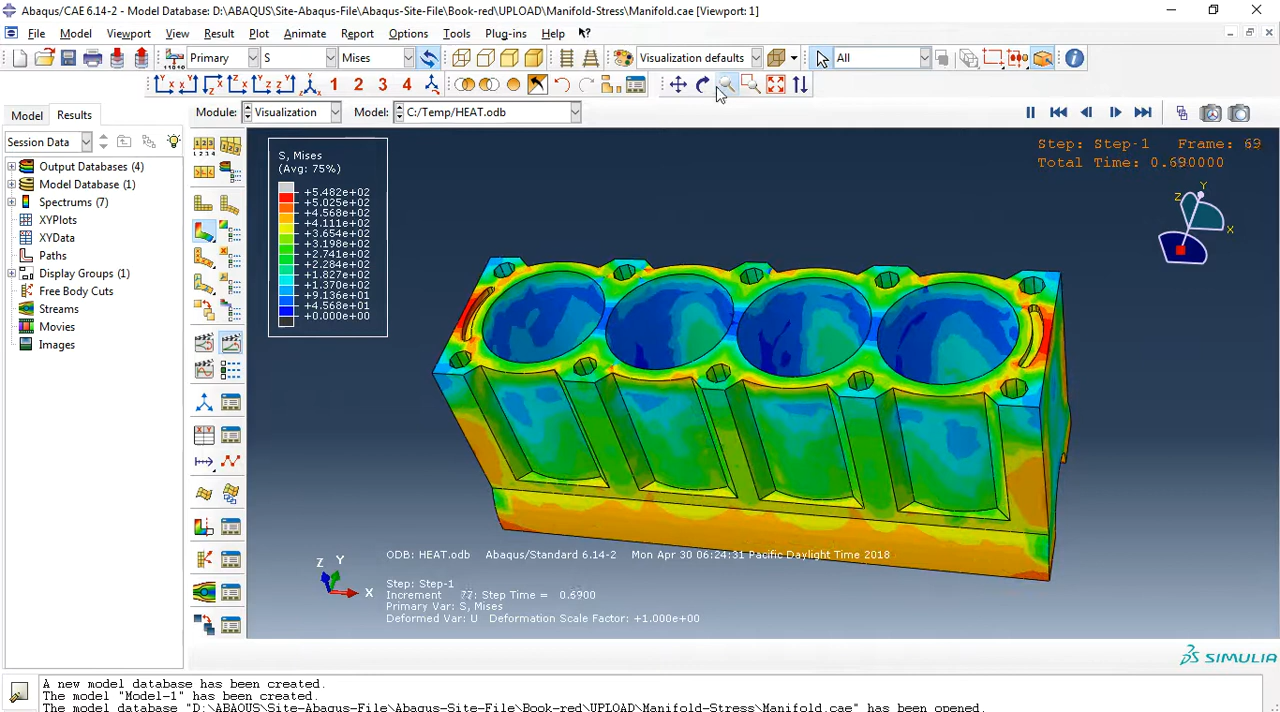 Abaqus/CAE 6.14-2 - Model Database: D:\ABAQUS\Site-Abaqus-File\Abaqus-Site-File\Book-red\UPLOAD\Manifold-Stress\Manifold.cae [Viewport: 1]
File Model Viewport View Result Plot Animate Report Options Tools Plug-ins Help
Primary S Mises Visualization defaults All
1 2 3 4
Model Results Module: Visualization Model: C:/Temp/HEAT.odb
Session Data
Output Databases (4)
Model Database (1)
Spectrums (7)
XYPlots
XYData
Paths
Display Groups (1)
Free Body Cuts
Streams
Movies
Images
S, Mises
(Avg: 75%)
+5.482e+02
+5.025e+02
+4.568e+02
+4.111e+02
+3.654e+02
+3.198e+02
+2.741e+02
+2.284e+02
+1.827e+02
+1.370e+02
+9.136e+01
+4.568e+01
+0.000e+00
Step: Step-1 Frame: 69
Total Time: 0.690000
Y
Z
X
Z Y
X
ODB: HEAT.odb Abaqus/Standard 6.14-2 Mon Apr 30 06:24:31 Pacific Daylight Time 2018
Step: Step-1
Increment 77: Step Time = 0.6900
Primary Var: S, Mises
Deformed Var: U Deformation Scale Factor: +1.000e+00
SIMULIA
A new model database has been created.
The model "Model-1" has been created.
The model database "D:\ABAQUS\Site-Abaqus-File\Abaqus-Site-File\Book-red\UPLOAD\Manifold-Stress\Manifold.cae" has been opened.